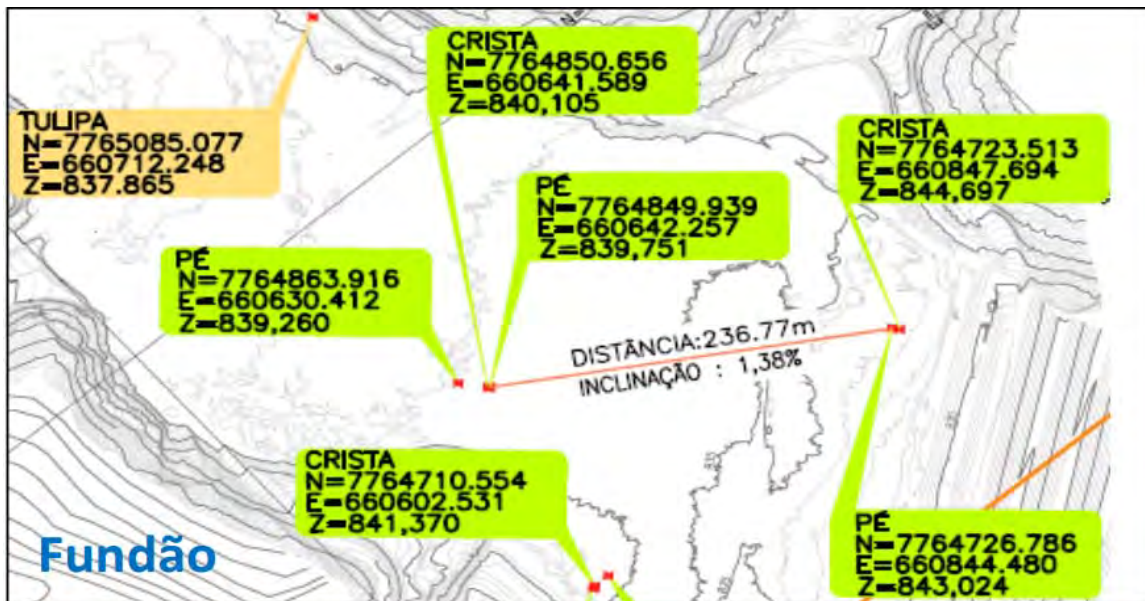 TULIPA
N=7765085.077
E=660712.248
Z=837.865
CRISTA
N=7764850.656
E=660641.589
Z=840,105
CRISTA
N=7764723.513
E=660847.694
Z=844,697
PÉ
N=7764849.939
E=660642.257
Z=839,751
PÉ
N=7764863.916
E=660630.412
Z=839,260
DISTÂNCIA:236.77m
INCLINAÇÃO : 1,38%
CRISTA
N=7764710.554
E=660602.531
Z=841,370
PÉ
N=7764726.786
E=660844.480
Z=843,024
Fundão